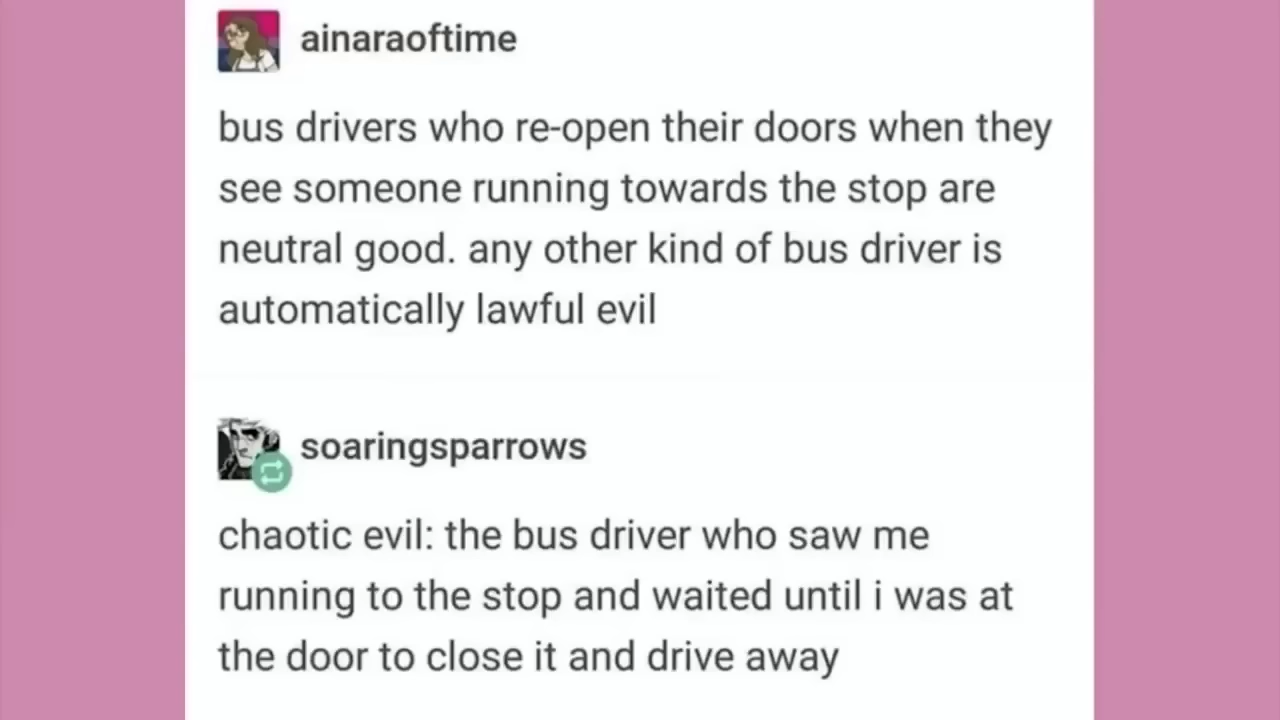 ainaraoftime
bus drivers who re-open their doors when they
see someone running towards the stop are
neutral good. any other kind of bus driver is
automatically lawful evil
soaringsparrows
chaotic evil: the bus driver who saw me
running to the stop and waited until i was at
the door to close it and drive away